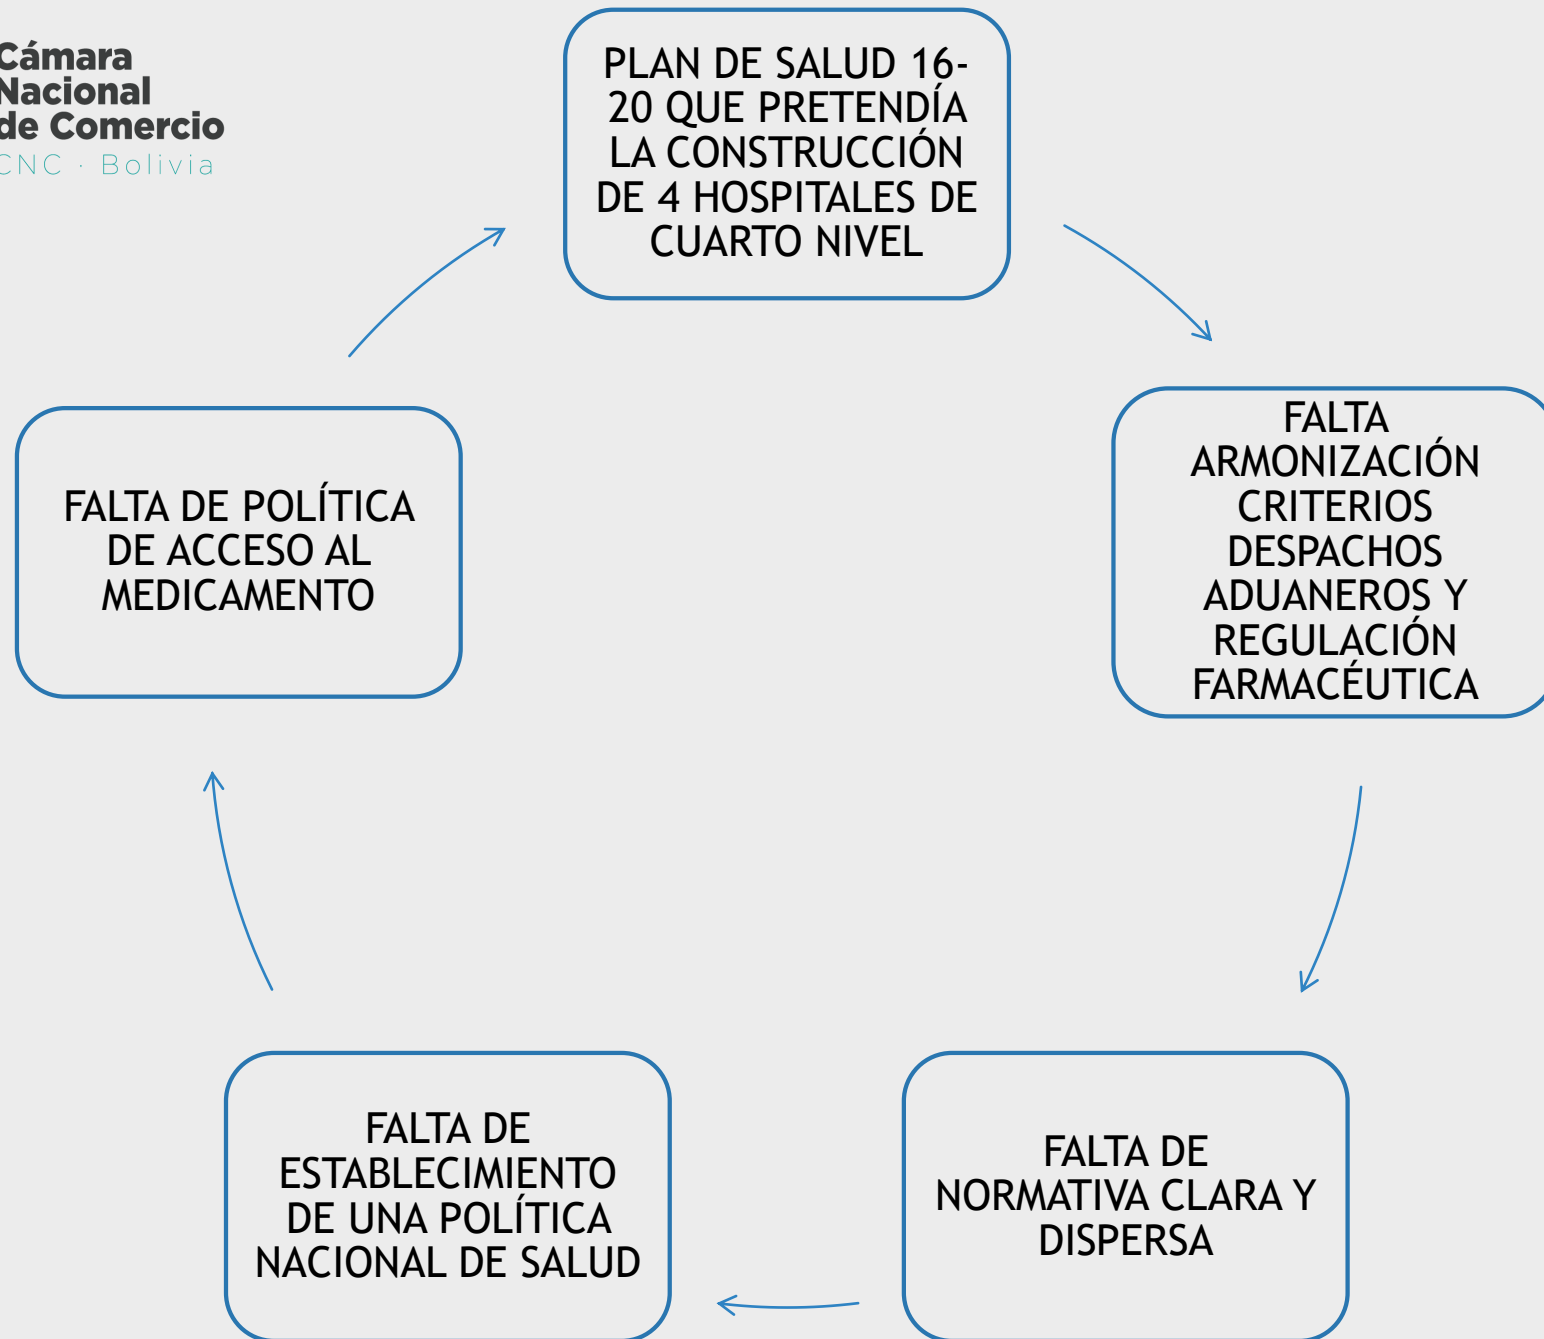 Cámara
Nacional
de Comercio
CNC · Bolivia
PLAN DE SALUD 16-
20 QUE PRETENDÍA
LA CONSTRUCCIÓN
DE 4 HOSPITALES DE
CUARTO NIVEL
FALTA
ARMONIZACIÓN
CRITERIOS
DESPACHOS
ADUANEROS Y
REGULACIÓN
FARMACÉUTICA
FALTA DE
NORMATIVA CLARA Y
DISPERSA
FALTA DE
ESTABLECIMIENTO
DE UNA POLÍTICA
NACIONAL DE SALUD
FALTA DE POLÍTICA
DE ACCESO AL
MEDICAMENTO